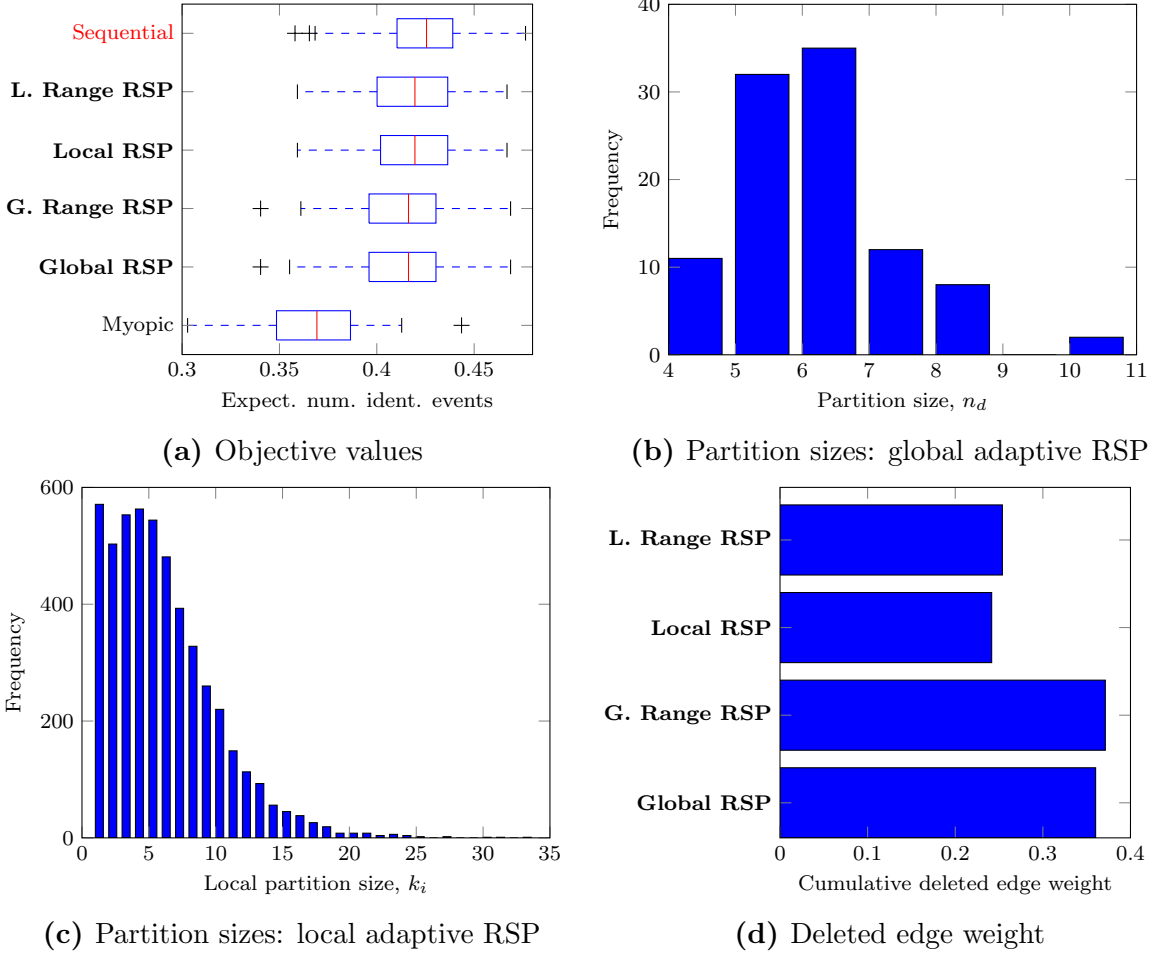 Sequential
L. Range RSP
Local RSP
G. Range RSP
Global RSP
Myopic
0.3 0.35 0.4 0.45
Expect. num. ident. events
(a) Objective values
40
30
20
10
0
Frequency
4 5 6 7 8 9 10 11
Partition size, n_d
(b) Partition sizes: global adaptive RSP
600
400
200
0
Frequency
0 5 10 15 20 25 30 35
Local partition size, k_i
(c) Partition sizes: local adaptive RSP
L. Range RSP
Local RSP
G. Range RSP
Global RSP
0 0.1 0.2 0.3 0.4
Cumulative deleted edge weight
(d) Deleted edge weight